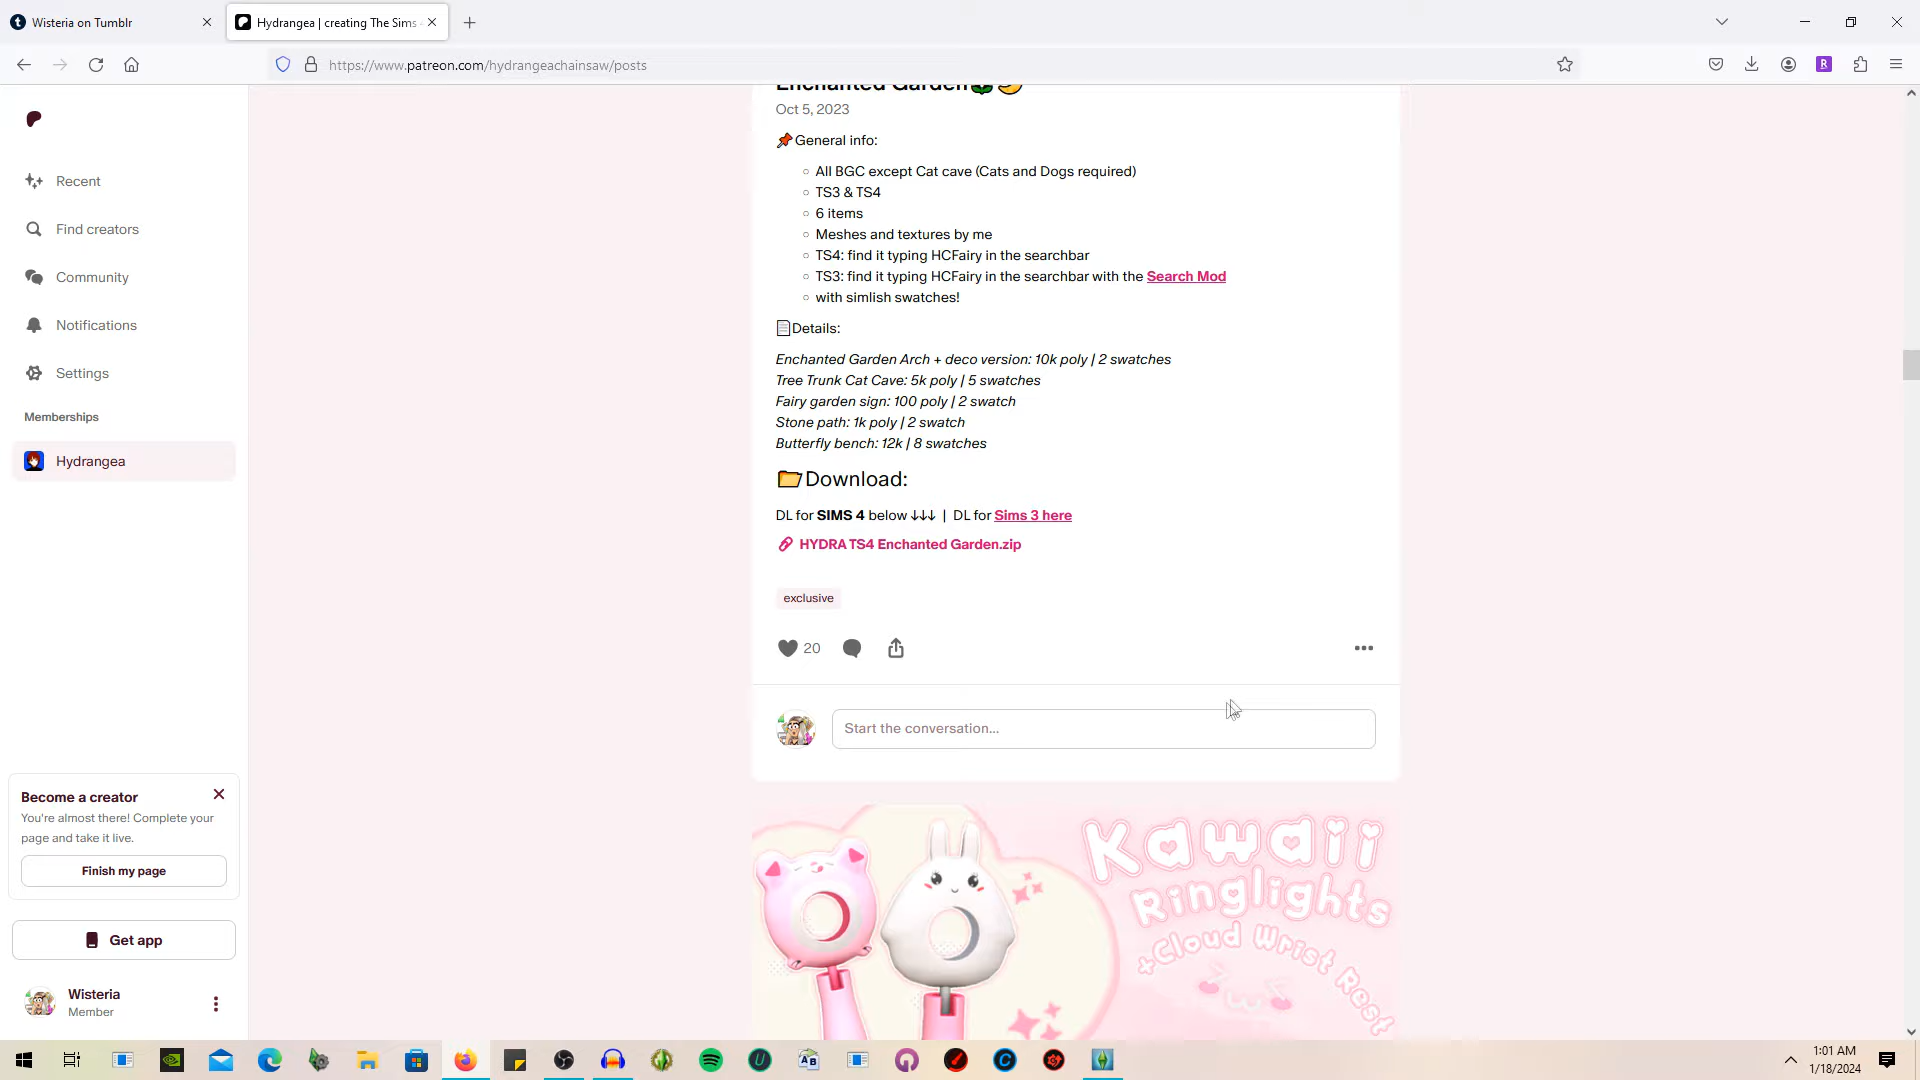 Wisteria on Tumblr
Hydrangea | creating The Sims
https://www.patreon.com/hydrangeachainsaw/posts
R
Recent
Find creators
Community
Notifications
Settings
Memberships
Hydrangea
Become a creator
You're almost there! Complete your
page and take it live.
Finish my page
Get app
Wisteria
Member
Enchanted Garden
Oct 5, 2023
General info:
All BGC except Cat cave (Cats and Dogs required)
TS3 & TS4
6 items
Meshes and textures by me
TS4: find it typing HCFairy in the searchbar
TS3: find it typing HCFairy in the searchbar with the Search Mod
with simlish swatches!
Details:
Enchanted Garden Arch + deco version: 10k poly | 2 swatches
Tree Trunk Cat Cave: 5k poly | 5 swatches
Fairy garden sign: 100 poly | 2 swatch
Stone path: 1k poly | 2 swatch
Butterfly bench: 12k | 8 swatches
Download:
DL for SIMS 4 below ↓↓↓ | DL for Sims 3 here
HYDRA TS4 Enchanted Garden.zip
exclusive
20
Start the conversation...
Kawaii
Ringlights
+Cloud Wrist Rest
1:01 AM
1/18/2024